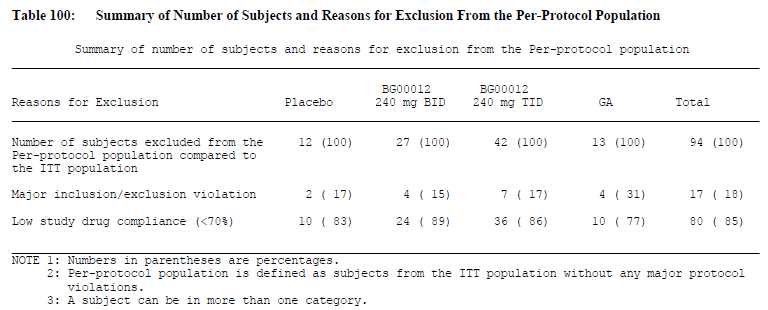 Table 100: Summary of Number of Subjects and Reasons for Exclusion From the Per-Protocol Population
Summary of number of subjects and reasons for exclusion from the Per-protocol population
BG00012 BG00012
Reasons for Exclusion Placebo 240 mg BID 240 mg TID GA Total
Number of subjects excluded from the 12 (100) 27 (100) 42 (100) 13 (100) 94 (100)
Per-protocol population compared to
the ITT population
Major inclusion/exclusion violation 2 ( 17) 4 ( 15) 7 ( 17) 4 ( 31) 17 ( 18)
Low study drug compliance (<70%) 10 ( 83) 24 ( 89) 36 ( 86) 10 ( 77) 80 ( 85)
NOTE 1: Numbers in parentheses are percentages.
2: Per-protocol population is defined as subjects from the ITT population without any major protocol
violations.
3: A subject can be in more than one category.